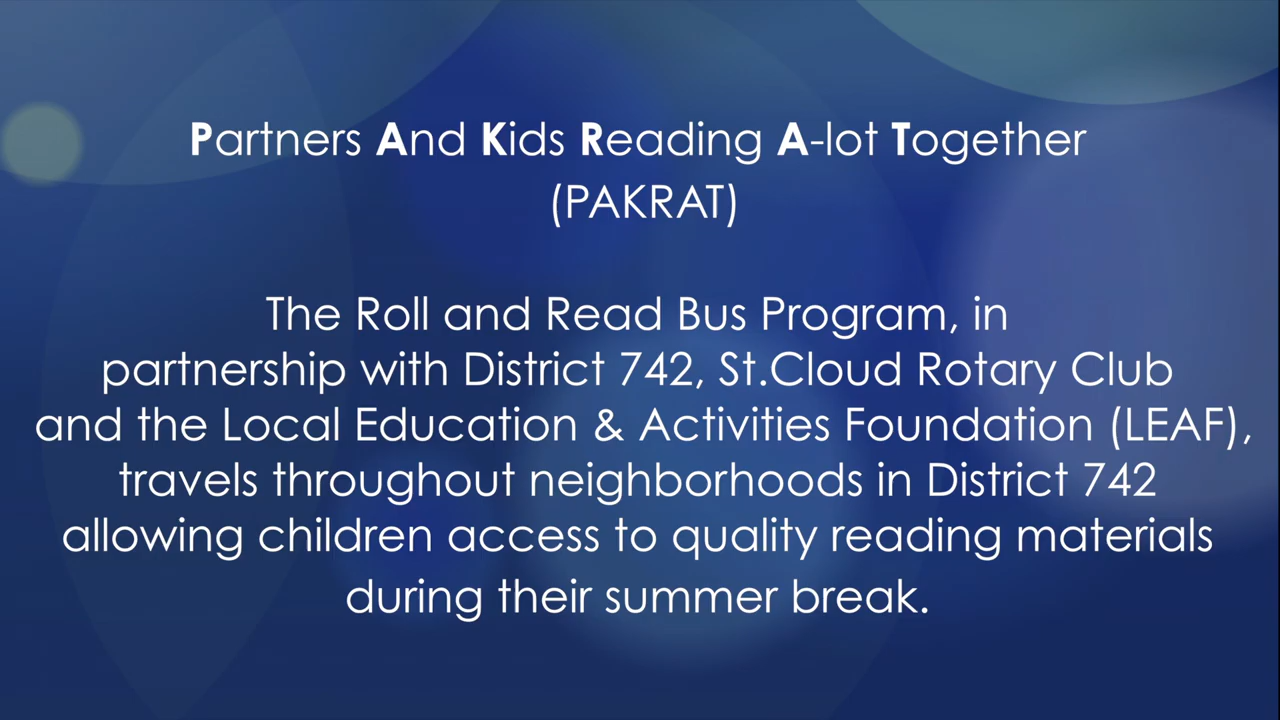 Partners And Kids Reading A-lot Together
(PAKRAT)
The Roll and Read Bus Program, in
partnership with District 742, St.Cloud Rotary Club
and the Local Education & Activities Foundation (LEAF),
travels throughout neighborhoods in District 742
allowing children access to quality reading materials
during their summer break.